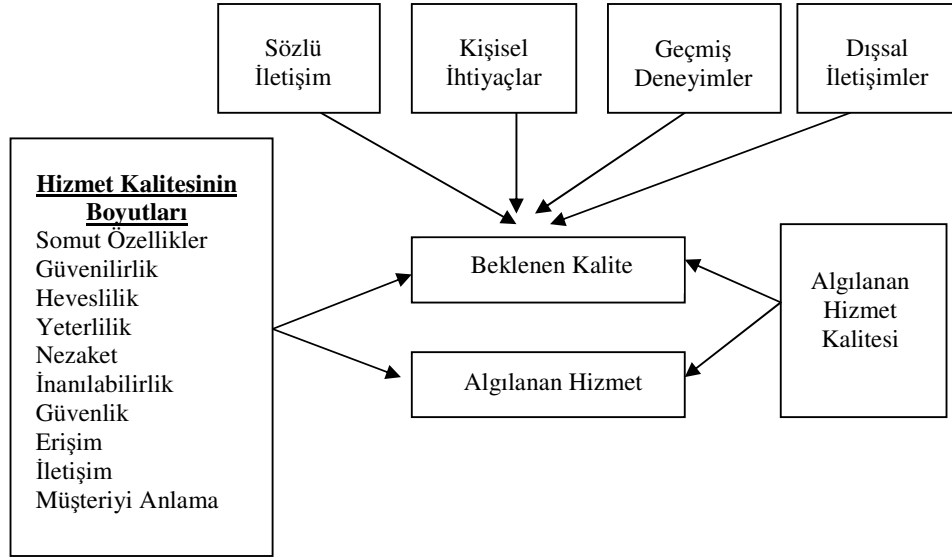 Sözlü
İletişim
Kişisel
İhtiyaçlar
Geçmiş
Deneyimler
Dışsal
İletişimler
Hizmet Kalitesinin
Boyutları
Somut Özellikler
Güvenilirlik
Heveslilik
Yeterlilik
Nezaket
İnanılabilirlik
Güvenlik
Erişim
İletişim
Müşteriyi Anlama
Beklenen Kalite
Algılanan Hizmet
Algılanan
Hizmet
Kalitesi